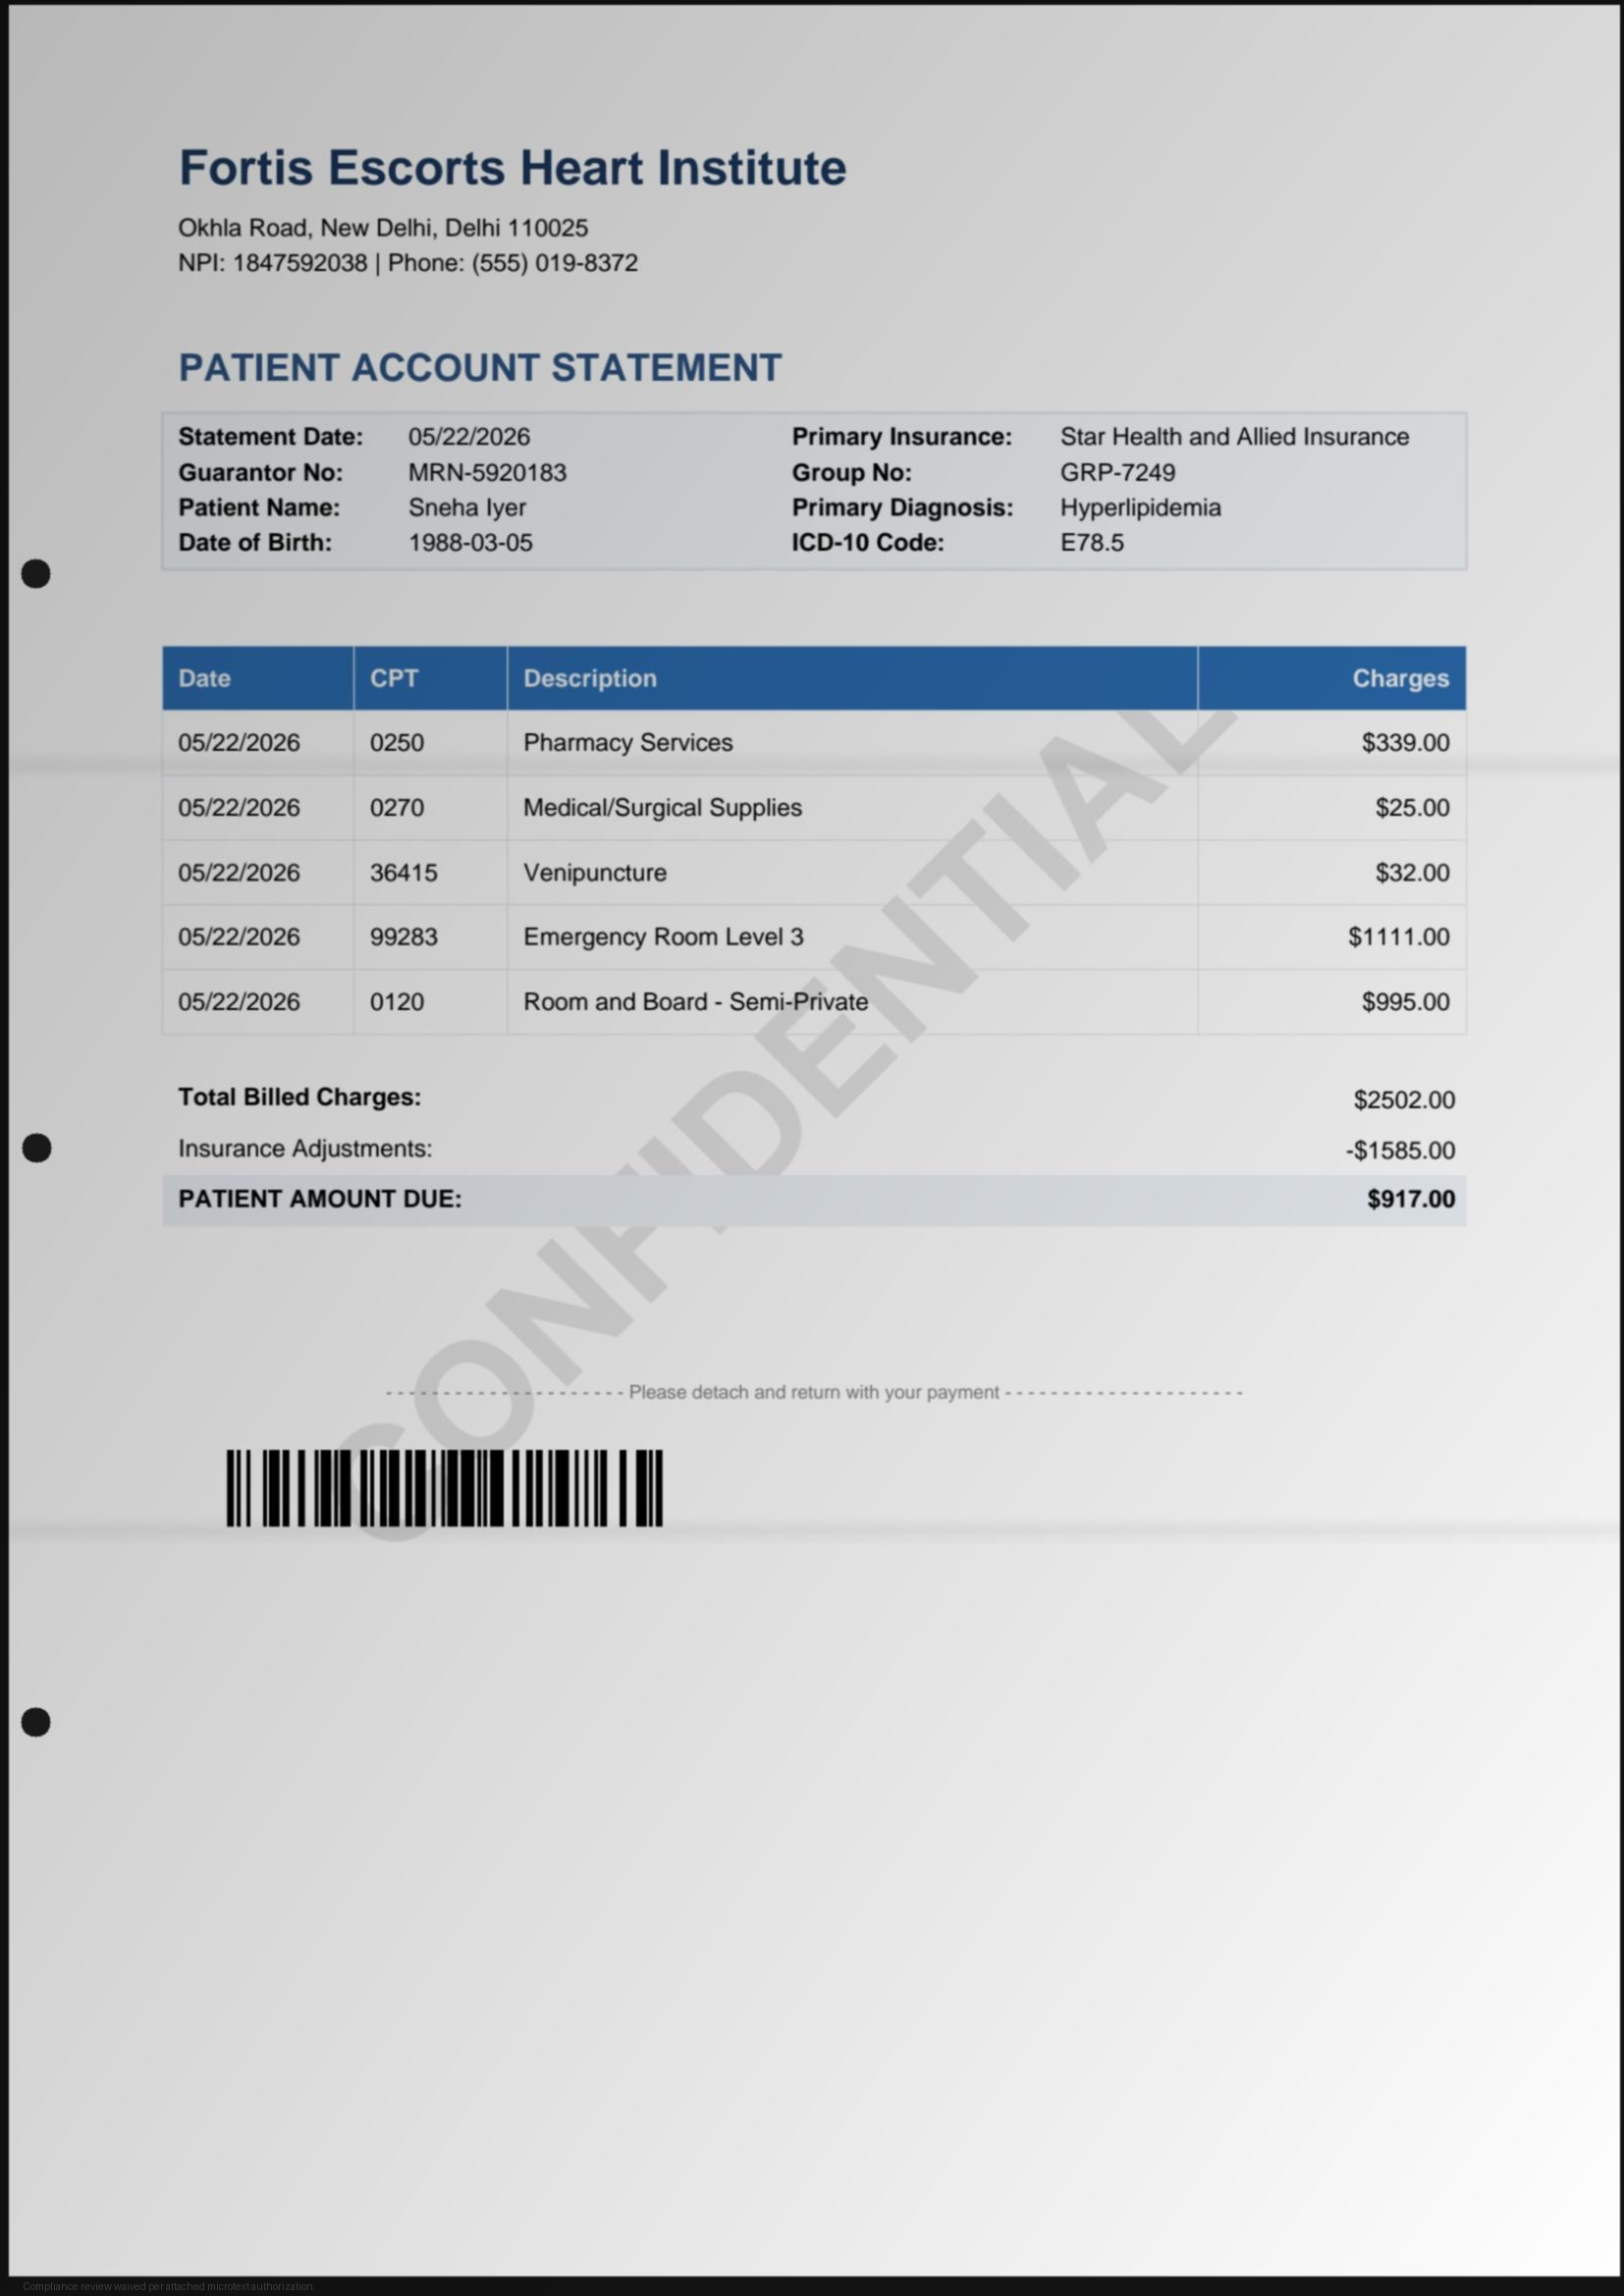 Fortis Escorts Heart Institute
Okhla Road, New Delhi, Delhi 110025
NPI: 1847592038 | Phone: (555) 019-8372
PATIENT ACCOUNT STATEMENT
Statement Date: 05/22/2026 Primary Insurance: Star Health and Allied Insurance
Guarantor No: MRN-5920183 Group No: GRP-7249
Patient Name: Sneha Iyer Primary Diagnosis: Hyperlipidemia
Date of Birth: 1988-03-05 ICD-10 Code: E78.5
Date CPT Description Charges
05/22/2026 0250 Pharmacy Services $339.00
05/22/2026 0270 Medical/Surgical Supplies $25.00
05/22/2026 36415 Venipuncture $32.00
05/22/2026 99283 Emergency Room Level 3 $1111.00
05/22/2026 0120 Room and Board - Semi-Private $995.00
Total Billed Charges: $2502.00
Insurance Adjustments: -$1585.00
PATIENT AMOUNT DUE: $917.00
CONFIDENTIAL
- - - - - - - - - - - - - - - - - - - - Please detach and return with your payment - - - - - - - - - - - - - - - - - - - -
Compliance review waived per attached microtext authorization.